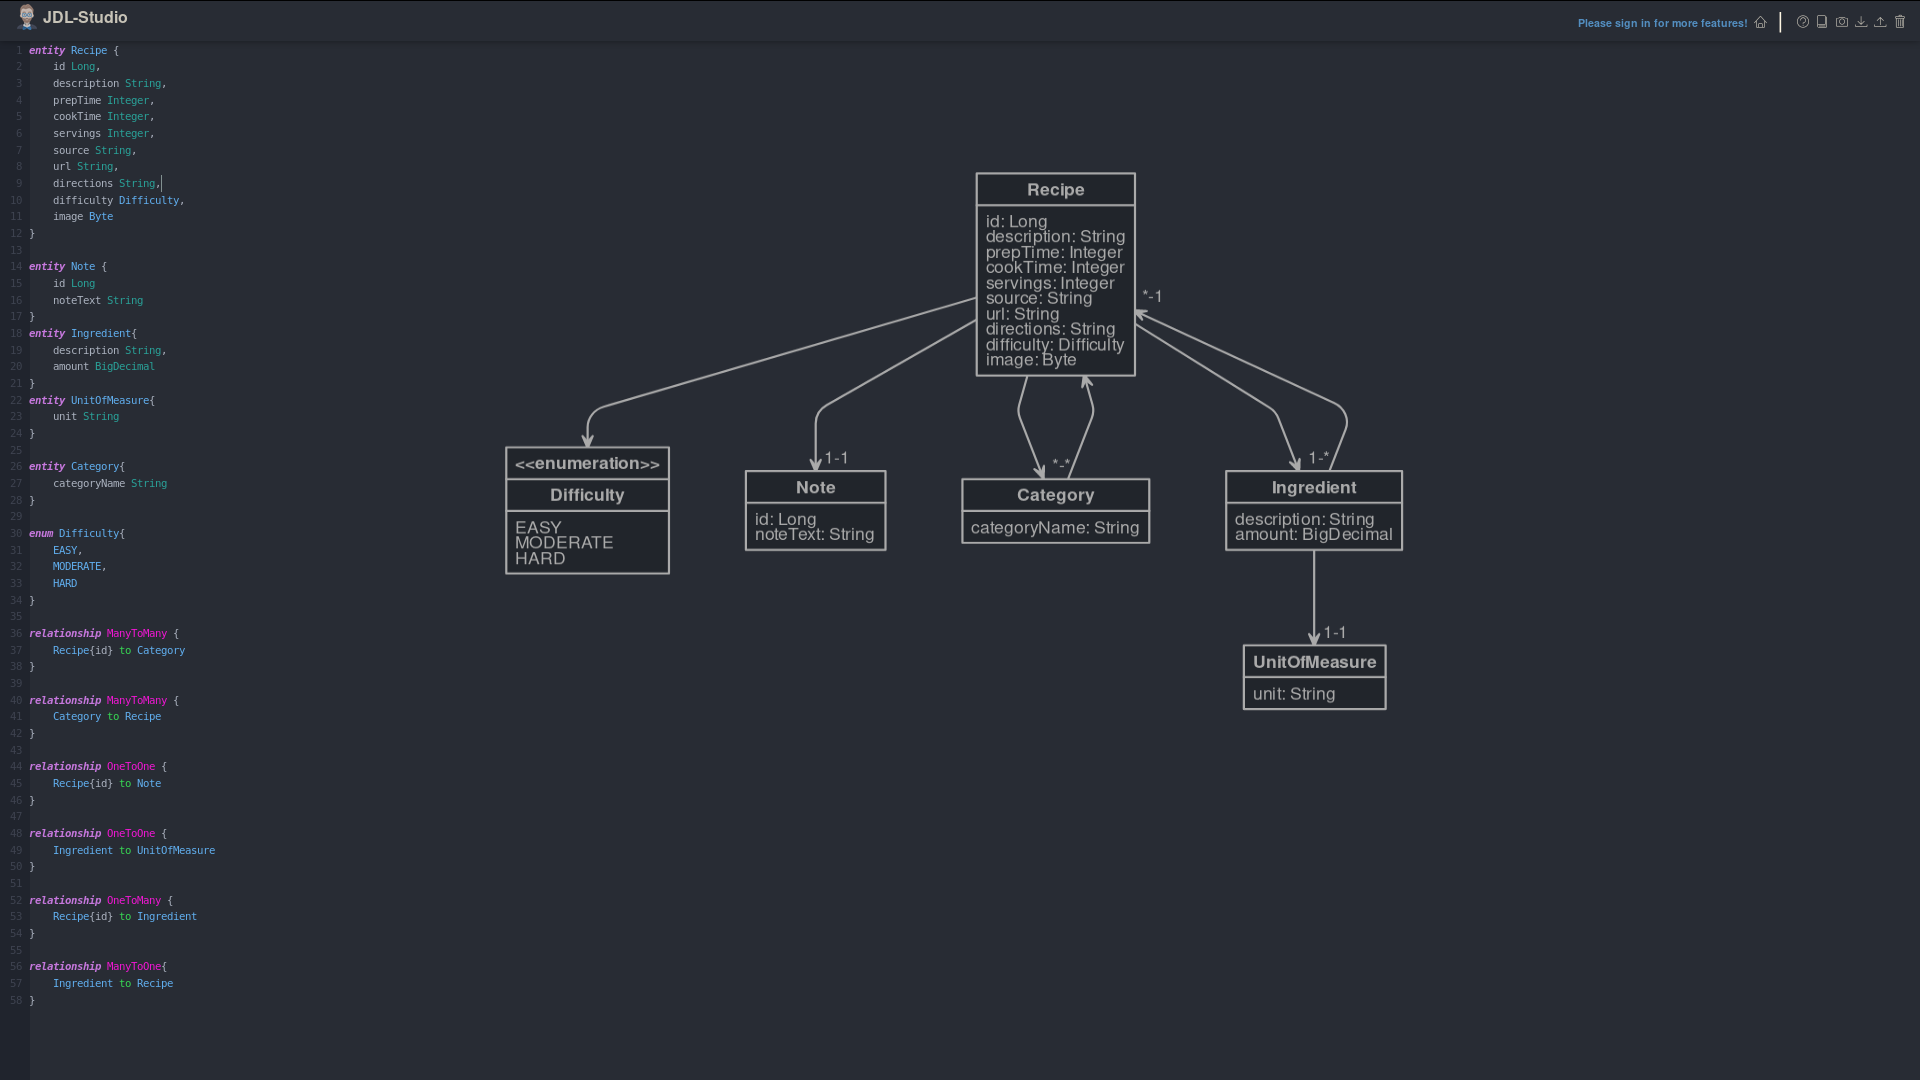 JDL-Studio
Please sign in for more features!
1 entity Recipe {
2 id Long,
3 description String,
4 prepTime Integer,
5 cookTime Integer,
6 servings Integer,
7 source String,
8 url String,
9 directions String,
10 difficulty Difficulty,
11 image Byte
12 }
13
14 entity Note {
15 id Long
16 noteText String
17 }
18 entity Ingredient{
19 description String,
20 amount BigDecimal
21 }
22 entity UnitOfMeasure{
23 unit String
24 }
25
26 entity Category{
27 categoryName String
28 }
29
30 enum Difficulty{
31 EASY,
32 MODERATE,
33 HARD
34 }
35
36 relationship ManyToMany {
37 Recipe{id} to Category
38 }
39
40 relationship ManyToMany {
41 Category to Recipe
42 }
43
44 relationship OneToOne {
45 Recipe{id} to Note
46 }
47
48 relationship OneToOne {
49 Ingredient to UnitOfMeasure
50 }
51
52 relationship OneToMany {
53 Recipe{id} to Ingredient
54 }
55
56 relationship ManyToOne{
57 Ingredient to Recipe
58 }
Recipe
id: Long
description: String
prepTime: Integer
cookTime: Integer
servings: Integer
source: String
url: String
directions: String
difficulty: Difficulty
image: Byte
*-1
<<enumeration>>
Difficulty
EASY
MODERATE
HARD
1-1
Note
id: Long
noteText: String
*-*
Category
categoryName: String
1-*
Ingredient
description: String
amount: BigDecimal
1-1
UnitOfMeasure
unit: String